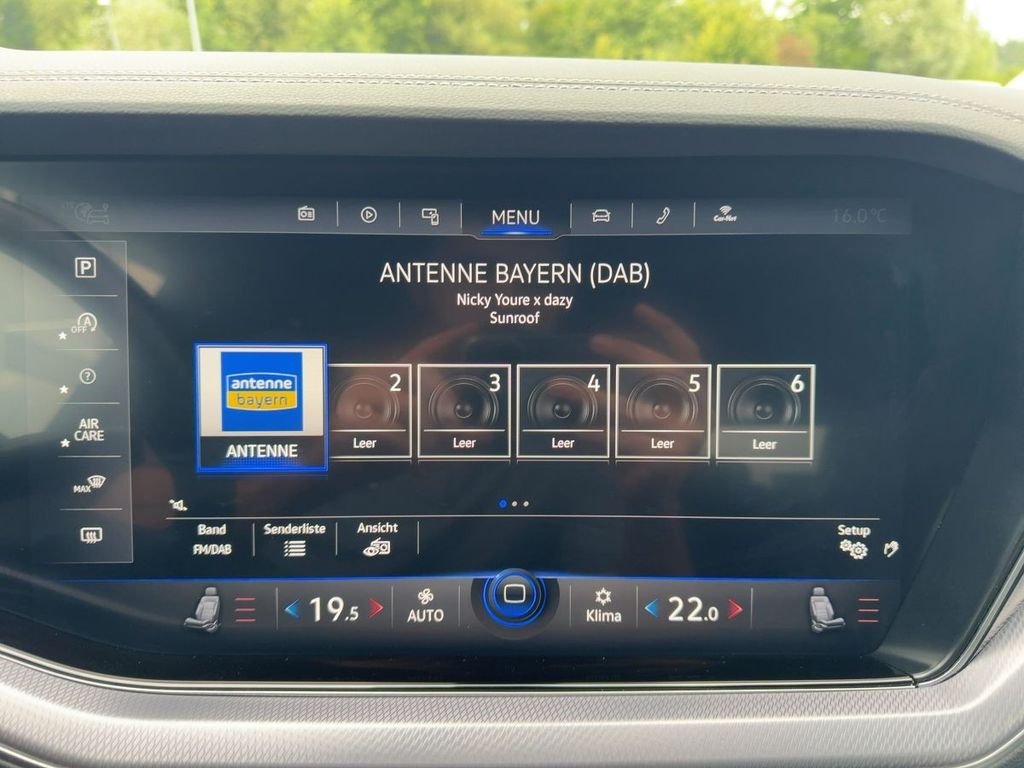 MENU
Car-Net
16.0°C
ANTENNE BAYERN (DAB)
Nicky Youre x dazy
Sunroof
P
A
OFF
?
AIR
CARE
MAX
antenne
bayern
ANTENNE
2
Leer
3
Leer
4
Leer
5
Leer
6
Leer
Band
FM/DAB
Senderliste
Ansicht
Setup
19.5
AUTO
Klima
22.0